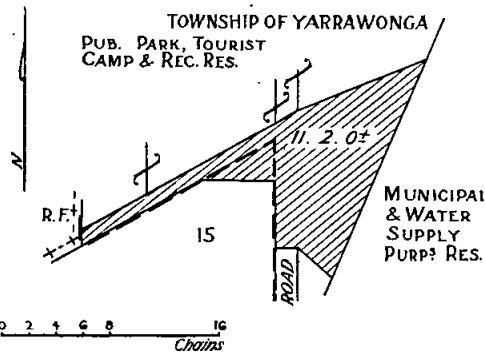 TOWNSHIP OF YARRAWONGA
PUB. PARK, TOURIST
CAMP & REC. RES.
N
11. 2. 0±
R.F.
15
MUNICIPAL
& WATER
SUPPLY
PURPS RES.
ROAD
0 2 4 6 8 16
Chains